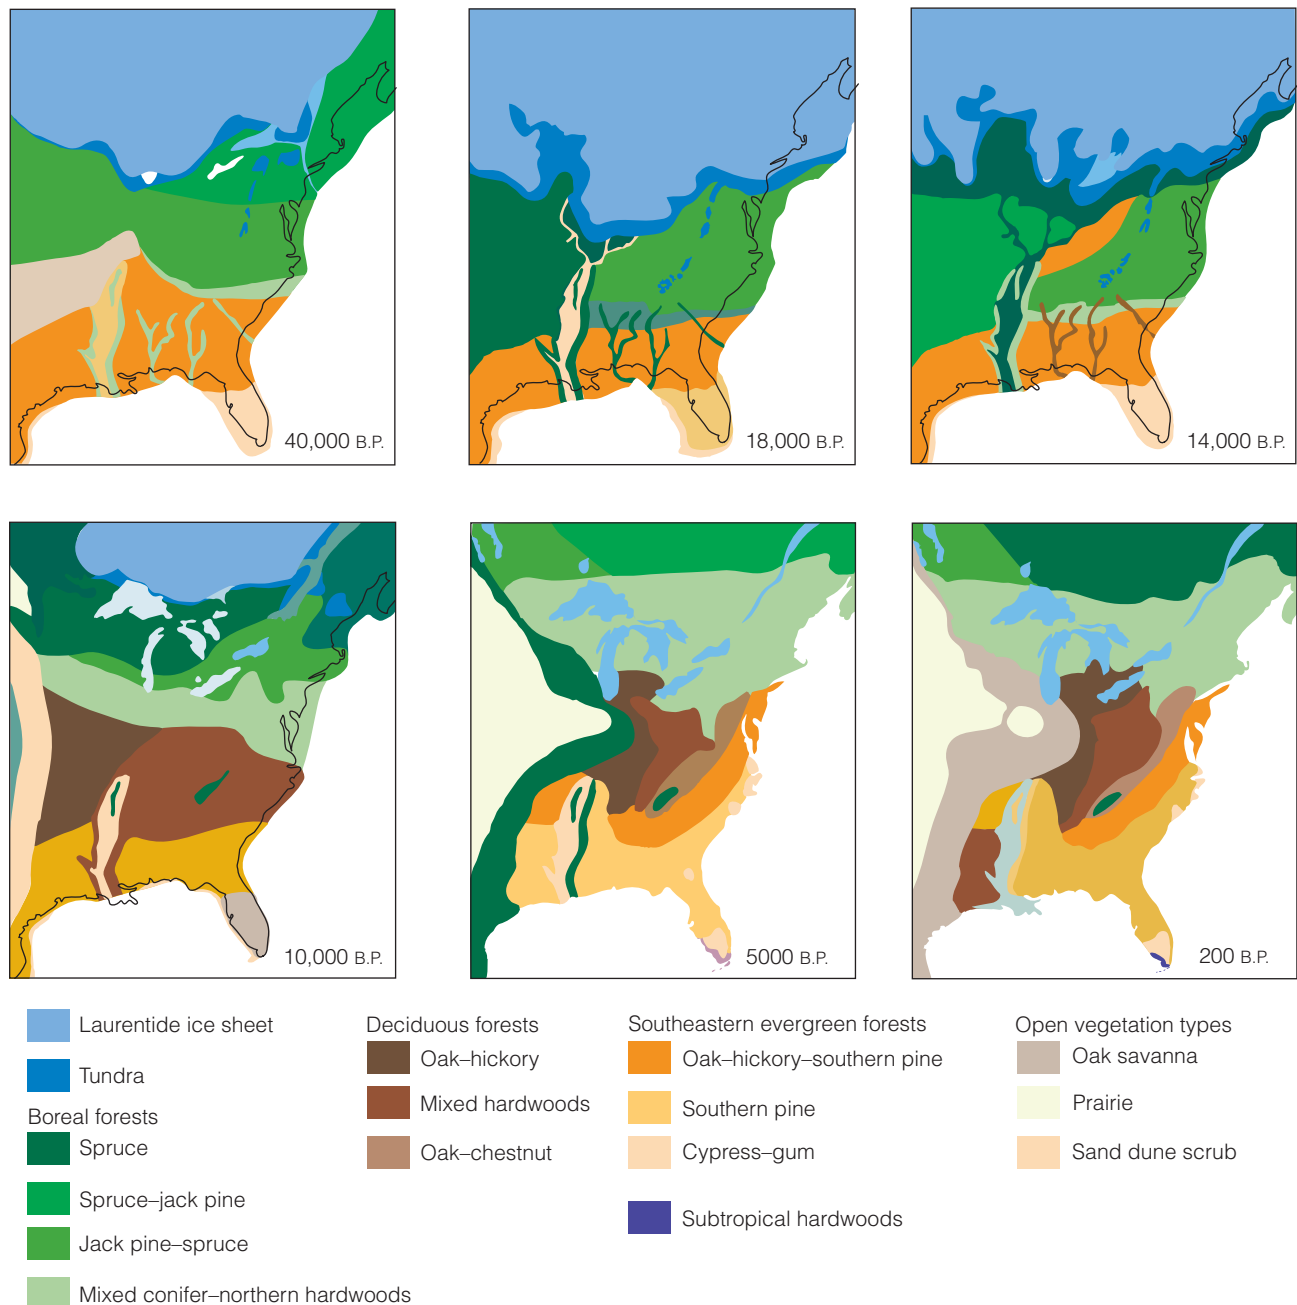 40,000 B.P.
18,000 B.P.
14,000 B.P.
10,000 B.P.
5000 B.P.
200 B.P.
Laurentide ice sheet
Tundra
Boreal forests
Spruce
Spruce–jack pine
Jack pine–spruce
Mixed conifer–northern hardwoods
Deciduous forests
Oak–hickory
Mixed hardwoods
Oak–chestnut
Southeastern evergreen forests
Oak–hickory–southern pine
Southern pine
Cypress–gum
Subtropical hardwoods
Open vegetation types
Oak savanna
Prairie
Sand dune scrub